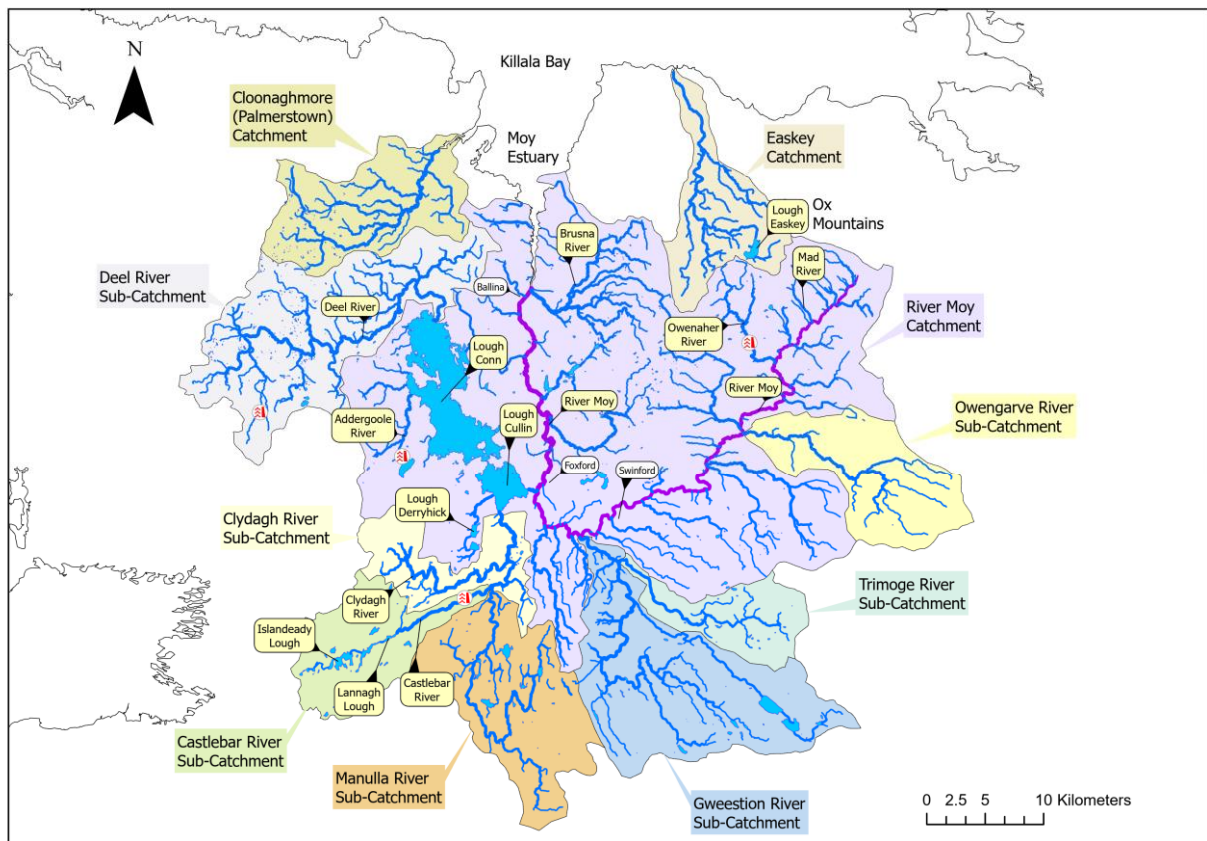 N
Killala Bay
Cloonaghmore
(Palmerstown)
Catchment
Moy
Estuary
Easkey
Catchment
Lough
Easkey
Ox
Mountains
Brusna
River
Mad
River
Deel River
Sub-Catchment
Ballina
Deel River
River Moy
Catchment
Owenaher
River
Lough
Conn
River Moy
River Moy
Lough
Cullin
Addergoole
River
Owengarve River
Sub-Catchment
Foxford
Swinford
Lough
Derryhick
Clydagh River
Sub-Catchment
Trimoge River
Sub-Catchment
Clydagh
River
Islandeady
Lough
Lannagh
Lough
Castlebar
River
Castlebar River
Sub-Catchment
Manulla River
Sub-Catchment
Gweestion River
Sub-Catchment
0 2.5 5 10 Kilometers